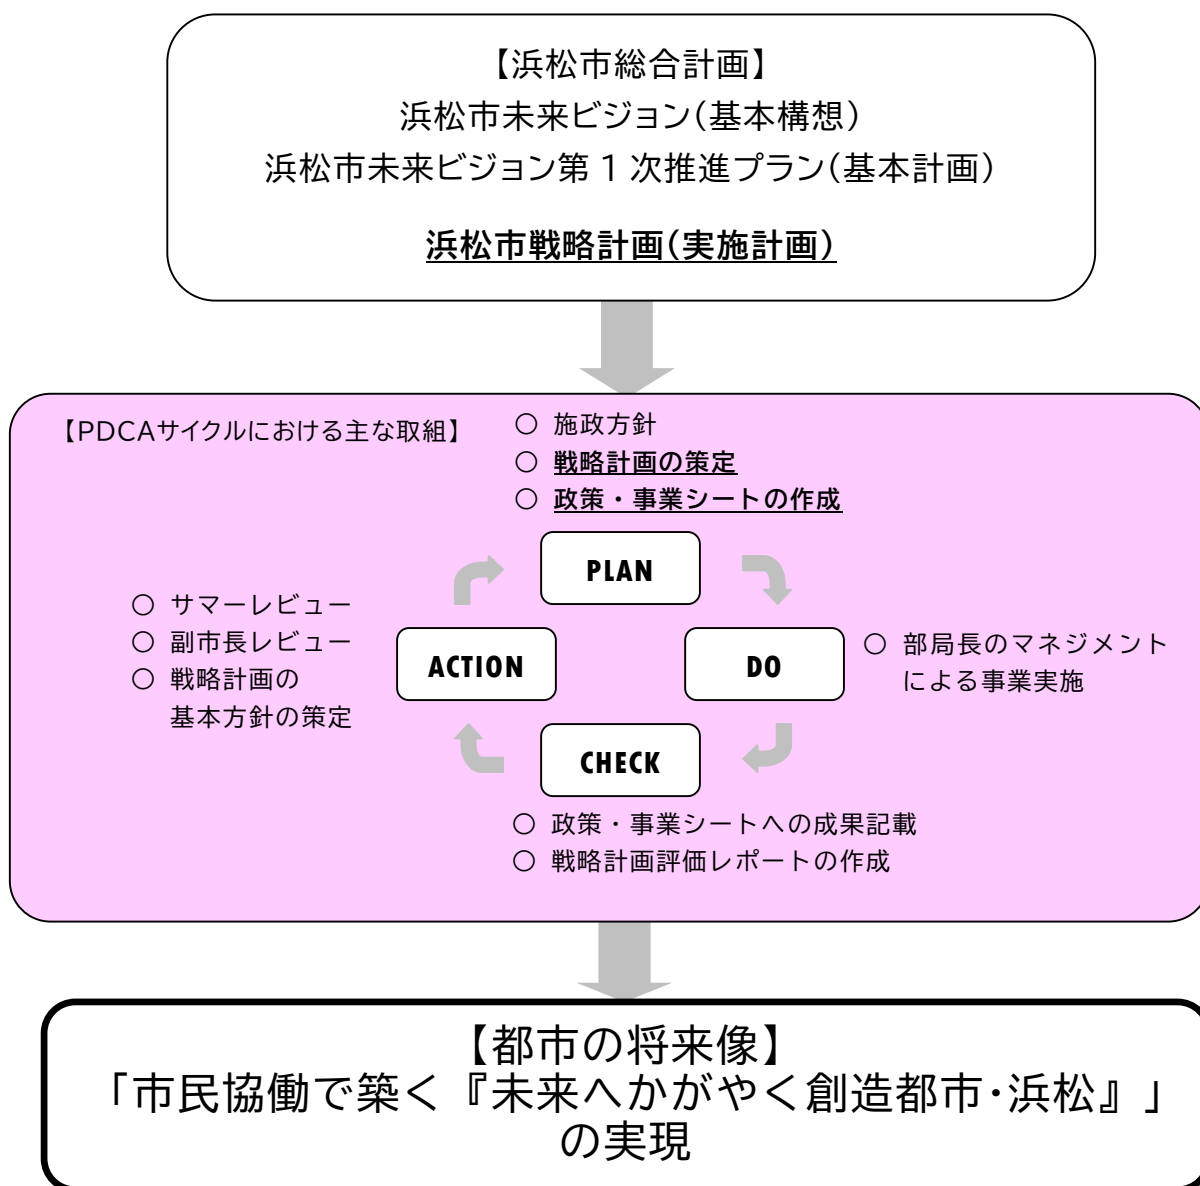 【浜松市総合計画】
浜松市未来ビジョン(基本構想)
浜松市未来ビジョン第 1 次推進プラン(基本計画)
浜松市戦略計画(実施計画)
【PDCAサイクルにおける主な取組】
○ 施政方針
○ 戦略計画の策定
○ 政策・事業シートの作成
PLAN
○ サマーレビュー
○ 副市長レビュー
○ 戦略計画の
基本方針の策定
ACTION
DO
○ 部局長のマネジメント
による事業実施
CHECK
○ 政策・事業シートへの成果記載
○ 戦略計画評価レポートの作成
【都市の将来像】
「市民協働で築く『未来へかがやく創造都市・浜松』」
の実現